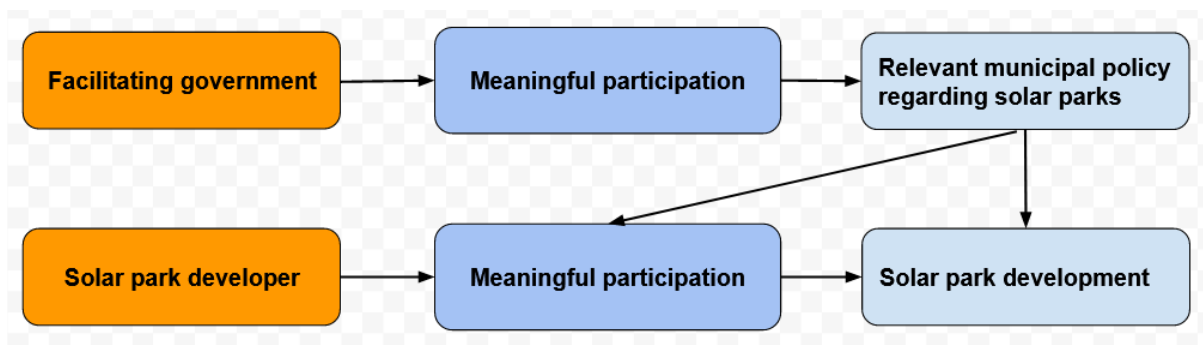 Facilitating government
Meaningful participation
Relevant municipal policy
regarding solar parks
Solar park developer
Meaningful participation
Solar park development